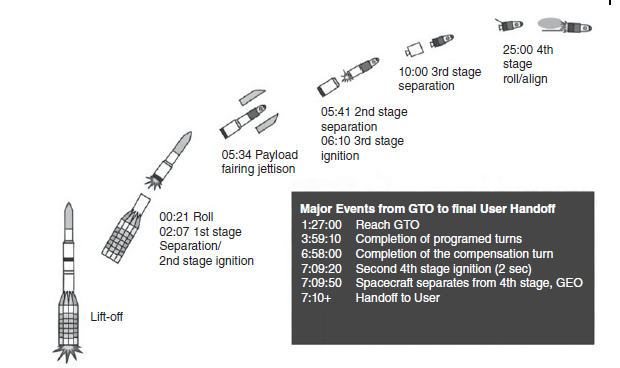 Lift-off
00:21 Roll
02:07 1st stage
Separation/
2nd stage ignition
05:34 Payload
fairing jettison
05:41 2nd stage
separation
06:10 3rd stage
ignition
10:00 3rd stage
separation
25:00 4th
stage
roll/align
Major Events from GTO to final User Handoff
1:27:00 Reach GTO
3:59:10 Completion of programed turns
6:58:00 Completion of the compensation turn
7:09:20 Second 4th stage ignition (2 sec)
7:09:50 Spacecraft separates from 4th stage, GEO
7:10+ Handoff to User